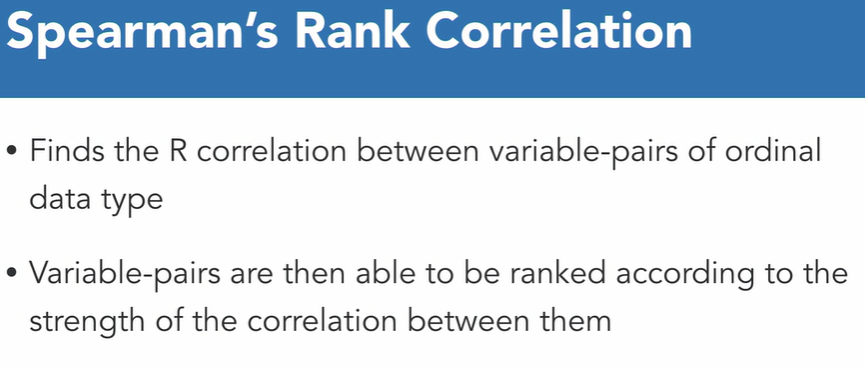 Spearman’s Rank Correlation
• Finds the R correlation between variable-pairs of ordinal
data type
• Variable-pairs are then able to be ranked according to the
strength of the correlation between them